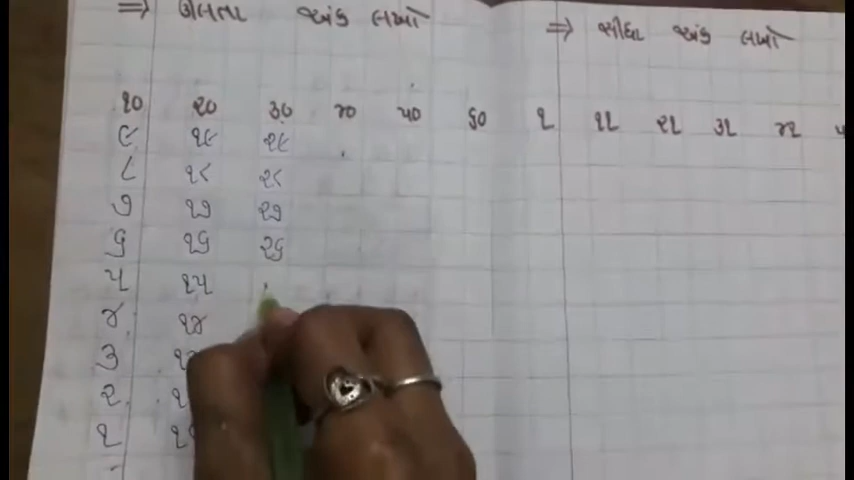 ⇒ ઊલતા અંક લખો ⇒ સીધા અંક લખો
૧૦ ૨૦ ૩૦ ૪૦ ૫૦ ૬૦ ૧ ૧૧ ૨૧ ૩૧ ૪૧
૯ ૧૯ ૨૯
૮ ૧૮ ૨૮
૭ ૧૭ ૨૭
૬ ૧૬ ૨૬
૫ ૧૫
૪ ૧૪
૩
૨
૧